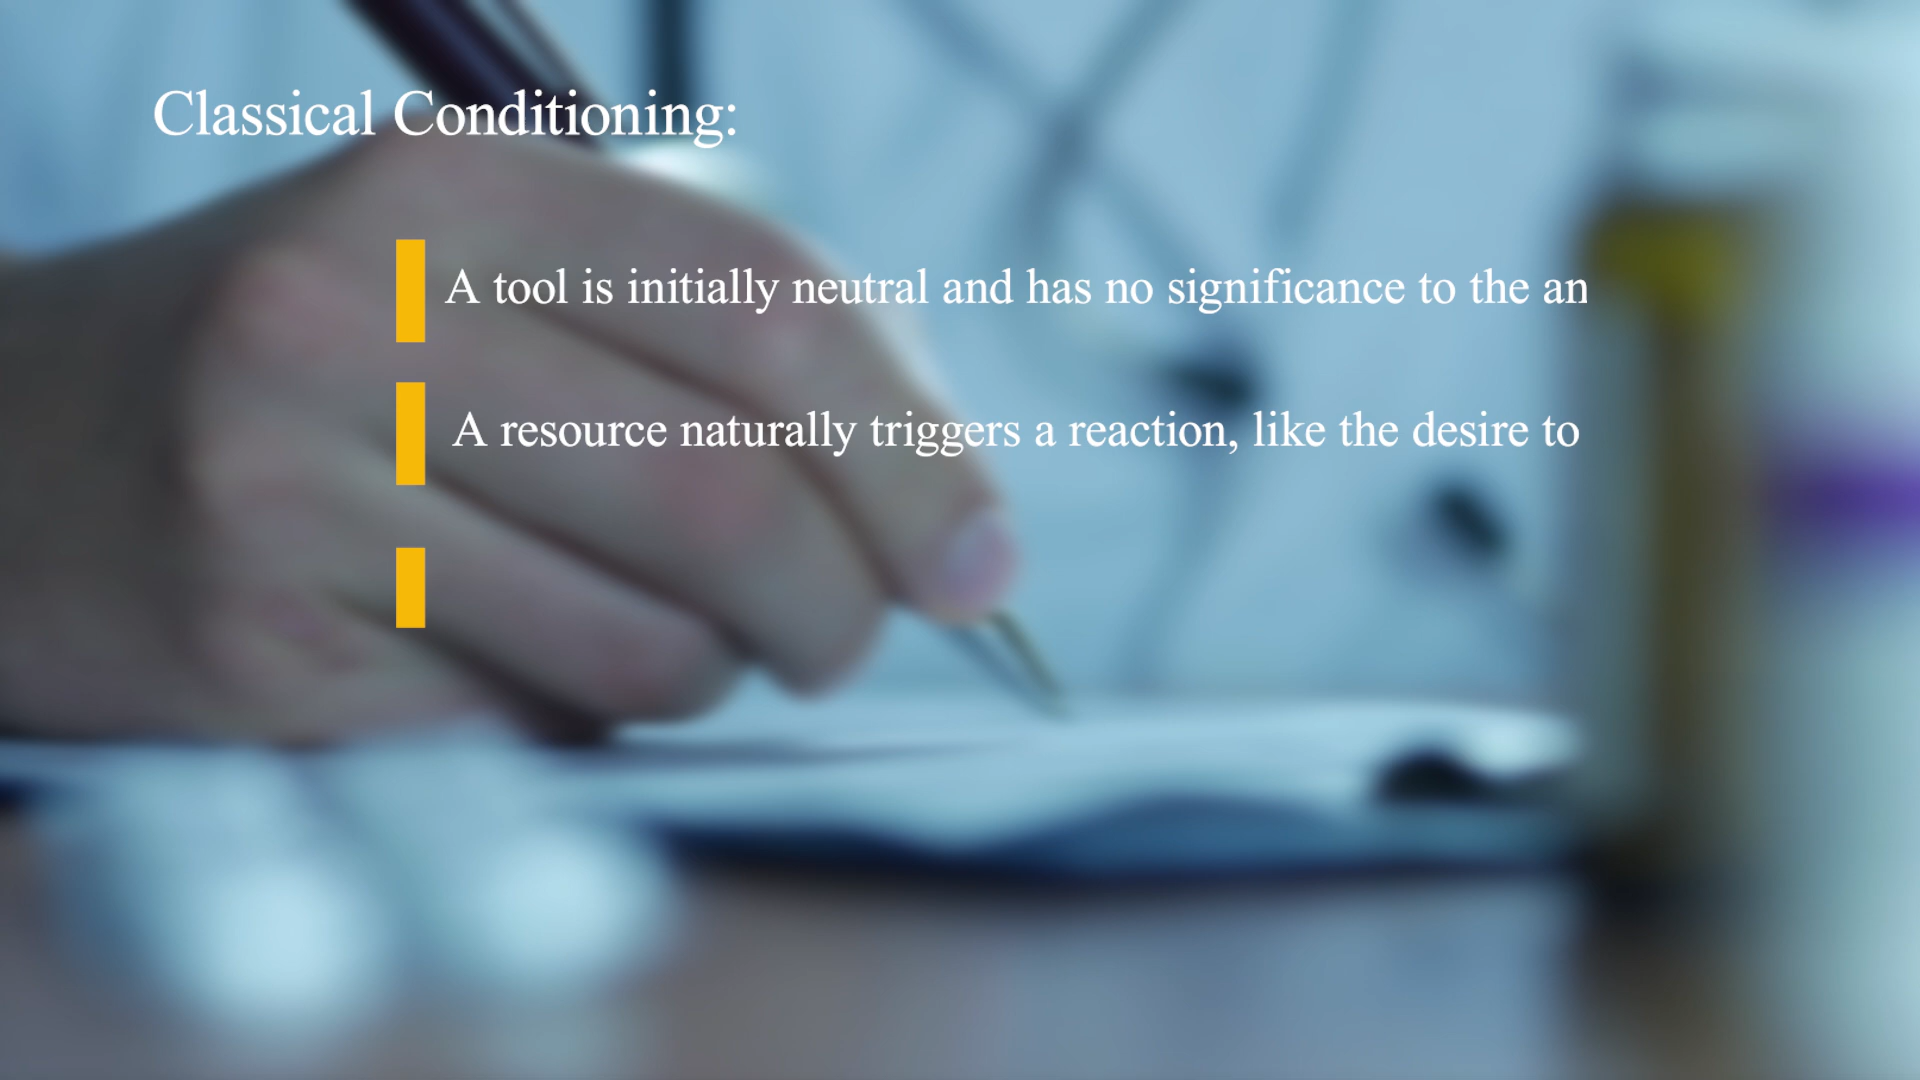 Classical Conditioning:
A tool is initially neutral and has no significance to the an
A resource naturally triggers a reaction, like the desire to